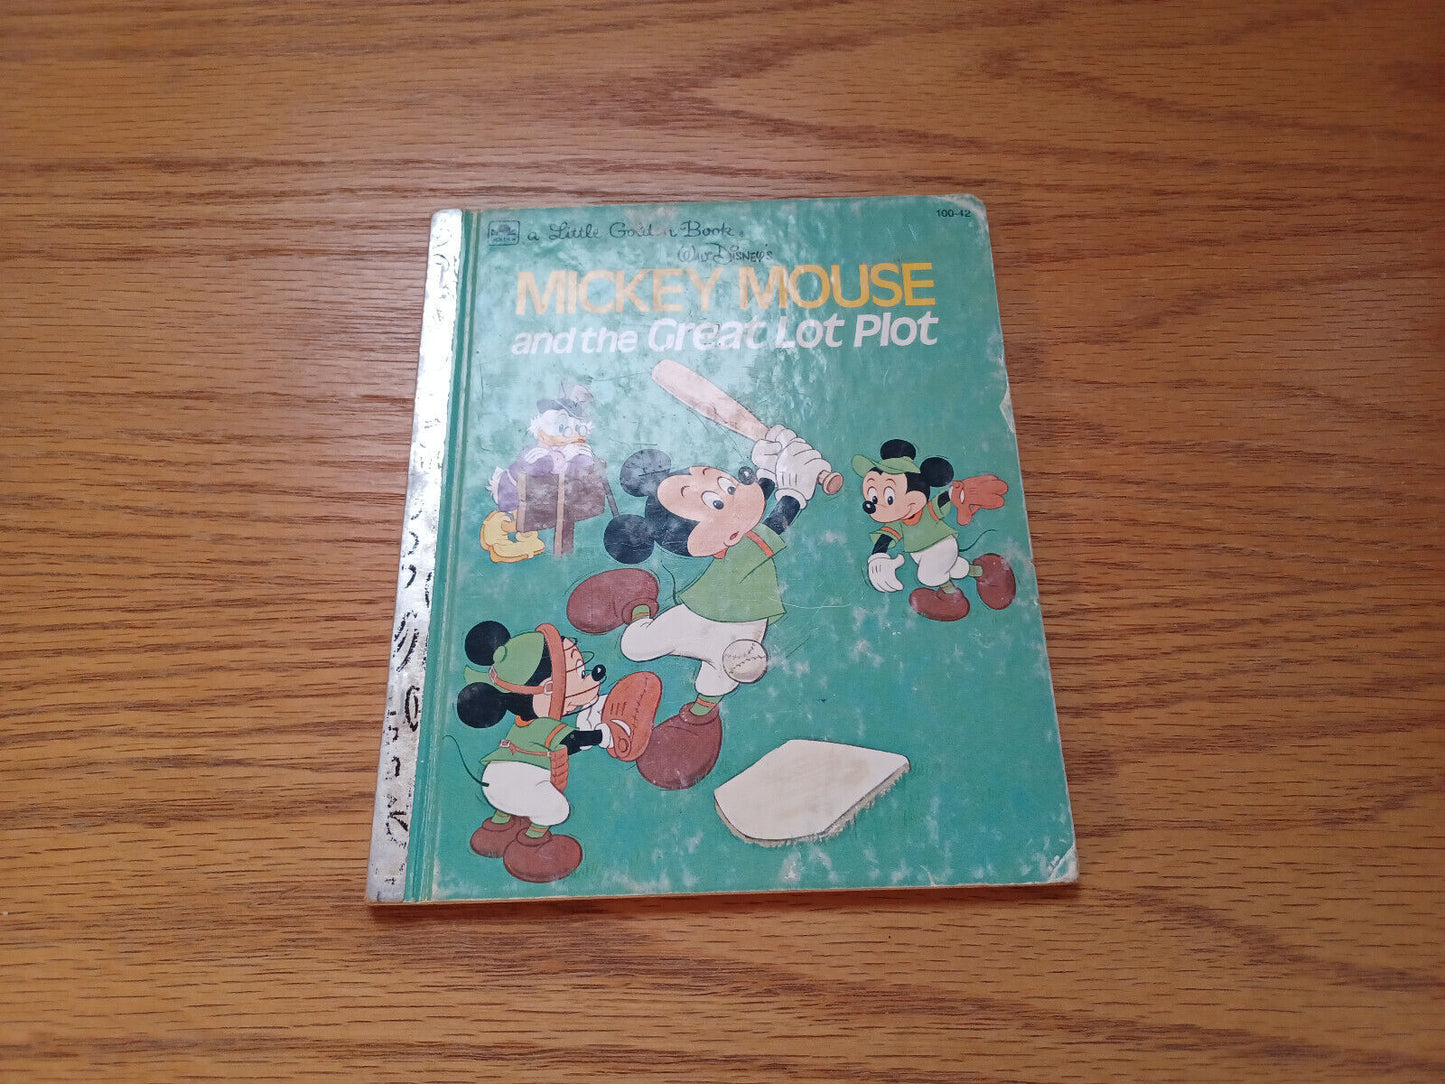 a Little Golden Book®
100-42
Walt Disney's
MICKEY MOUSE
and the Great Lot Plot